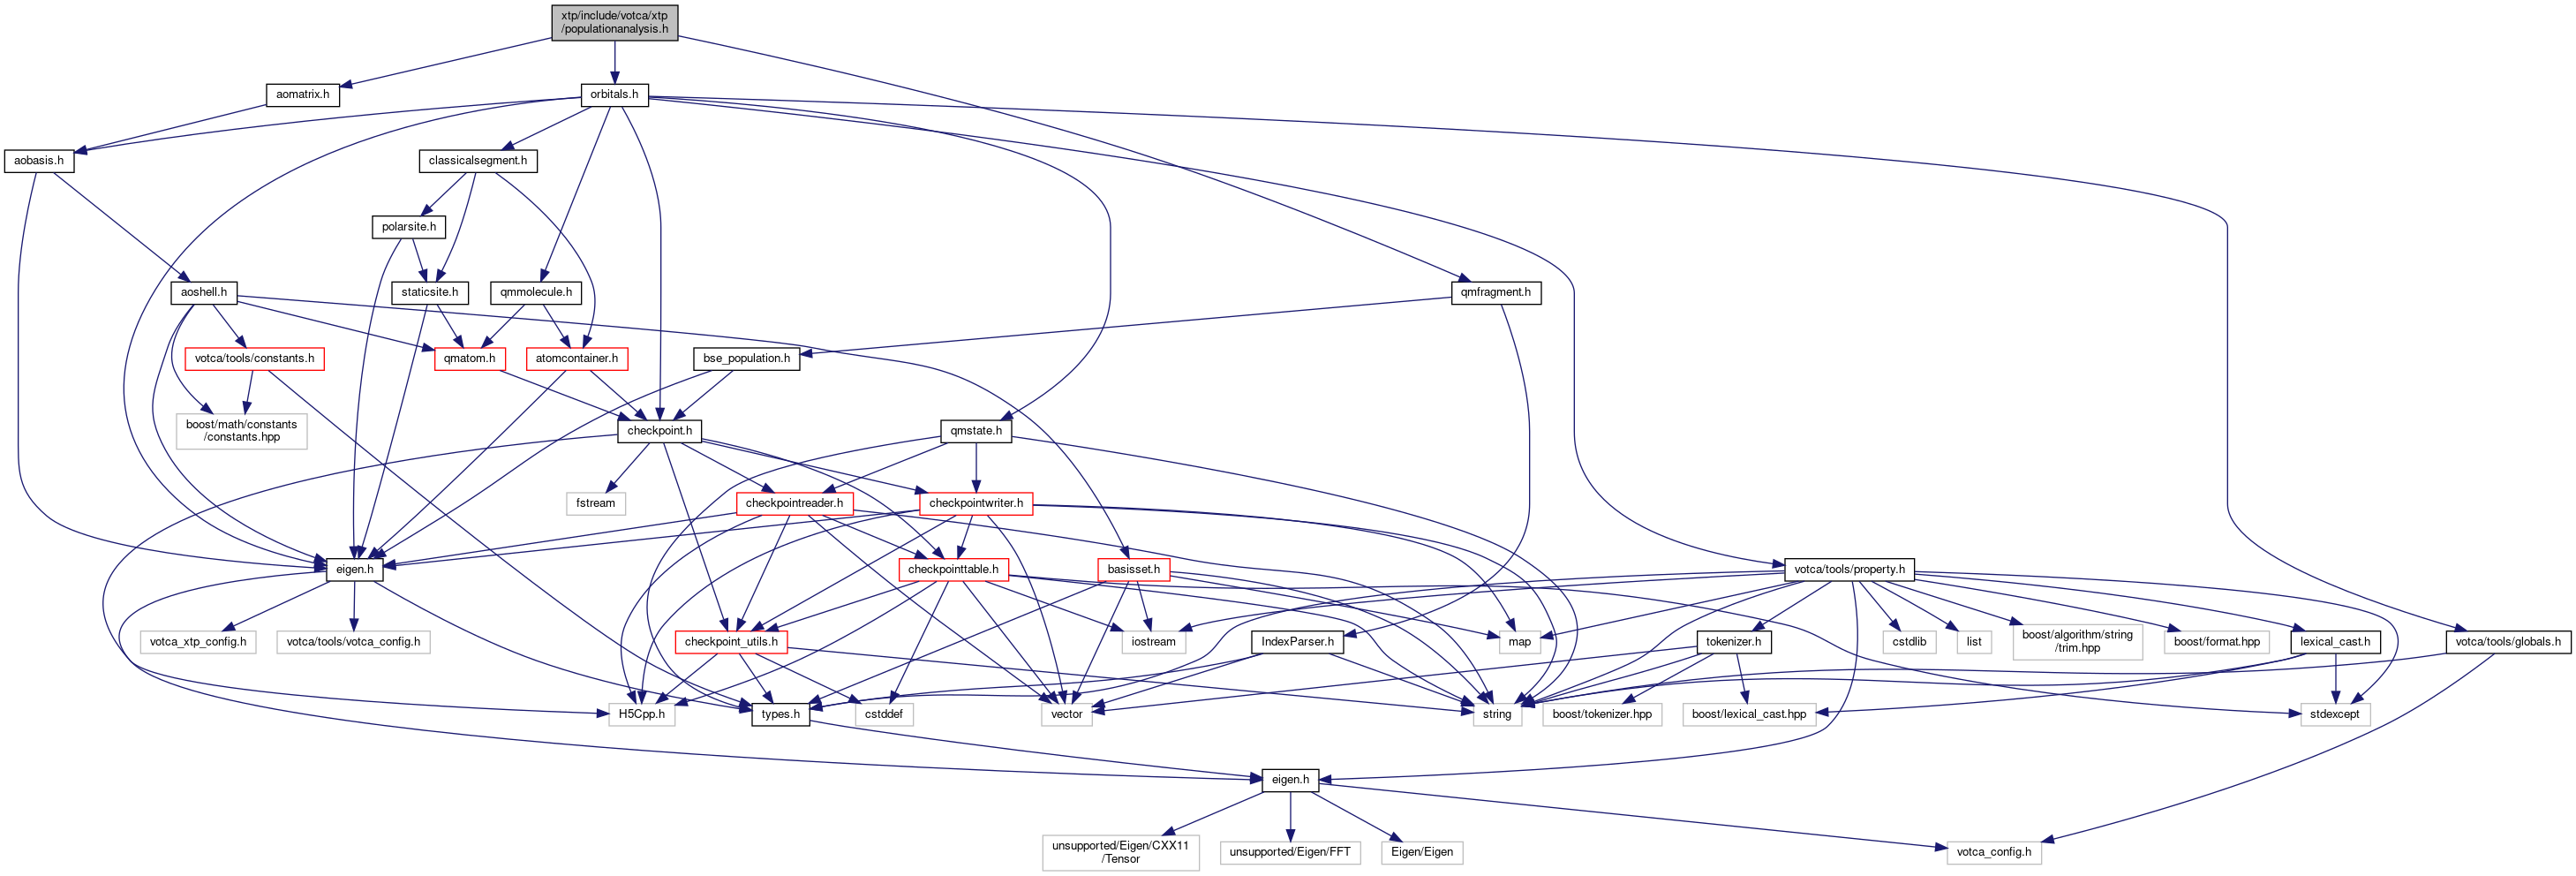 xtp/include/votca/xtp
/populationanalysis.h
aomatrix.h
orbitals.h
aobasis.h
classicalsegment.h
polarsite.h
aoshell.h
staticsite.h
qmmolecule.h
qmfragment.h
votca/tools/constants.h
qmatom.h
atomcontainer.h
bse_population.h
boost/math/constants
/constants.hpp
checkpoint.h
qmstate.h
fstream
checkpointreader.h
checkpointwriter.h
eigen.h
checkpointtable.h
basisset.h
votca/tools/property.h
votca_xtp_config.h
votca/tools/votca_config.h
checkpoint_utils.h
iostream
IndexParser.h
map
tokenizer.h
cstdlib
list
boost/algorithm/string
/trim.hpp
boost/format.hpp
lexical_cast.h
votca/tools/globals.h
H5Cpp.h
types.h
cstddef
vector
string
boost/tokenizer.hpp
boost/lexical_cast.hpp
stdexcept
eigen.h
unsupported/Eigen/CXX11
/Tensor
unsupported/Eigen/FFT
Eigen/Eigen
votca_config.h